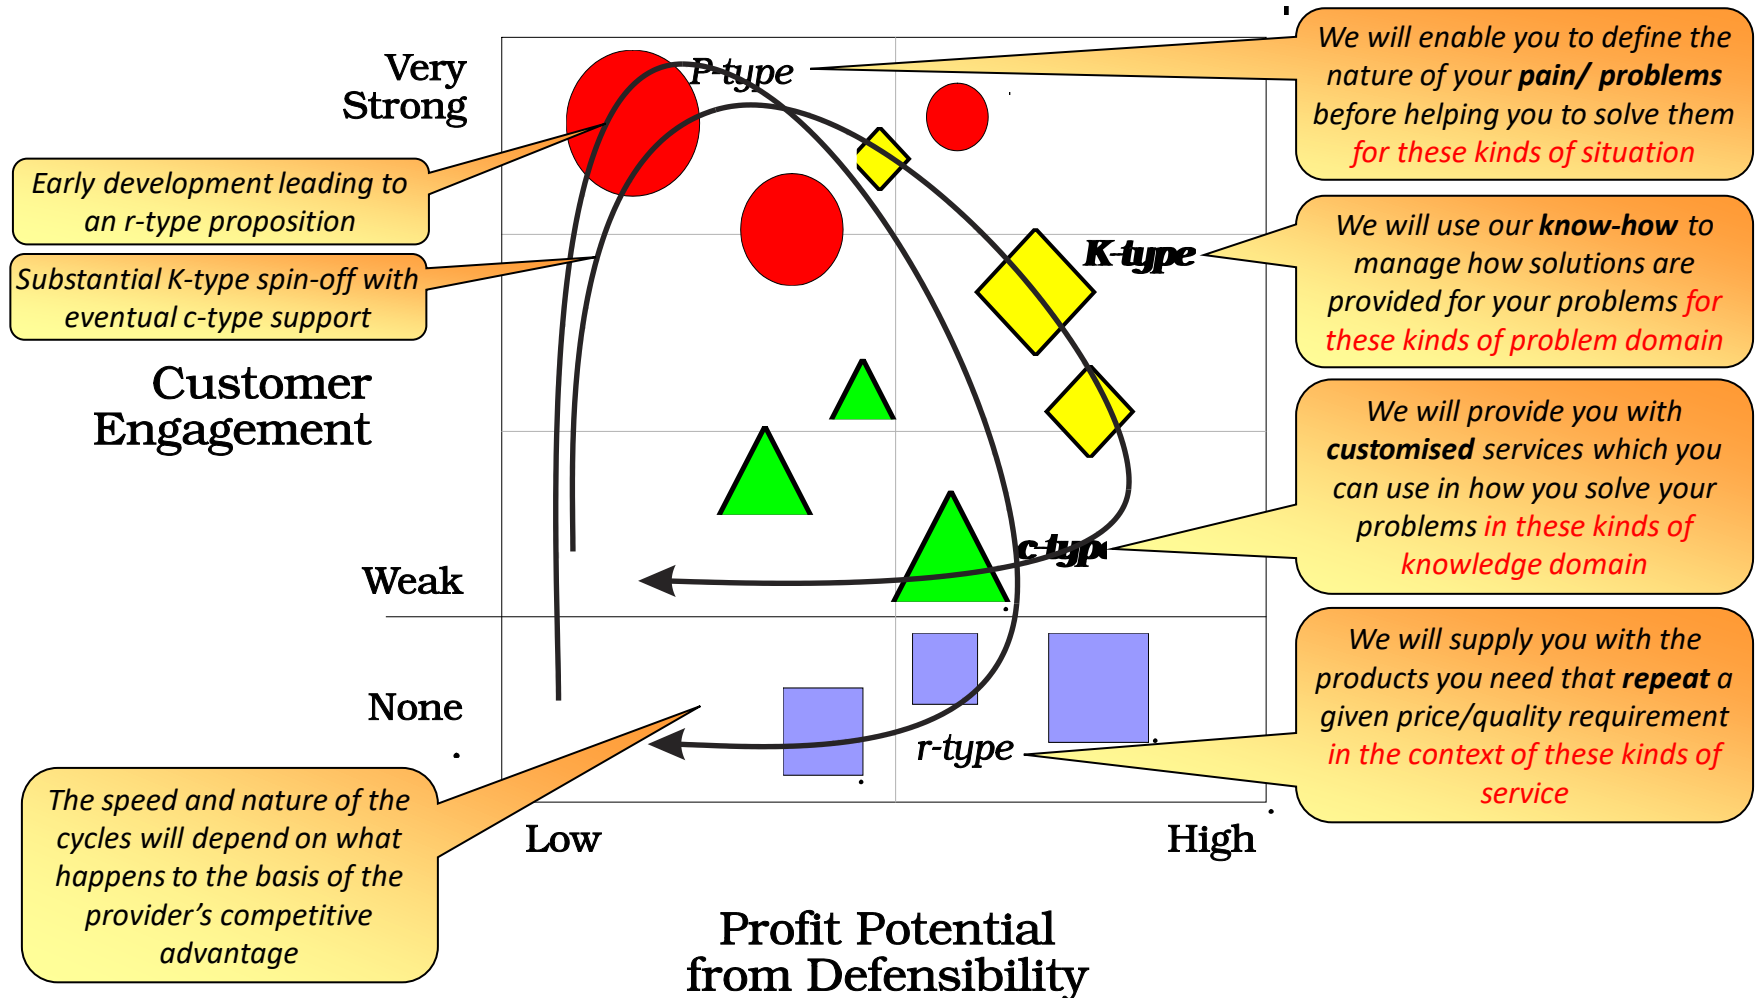 Very
Strong
P-type
We will enable you to define the
nature of your pain/ problems
before helping you to solve them
for these kinds of situation
Early development leading to
an r-type proposition
Substantial K-type spin-off with
eventual c-type support
K-type
We will use our know-how to
manage how solutions are
provided for your problems for
these kinds of problem domain
Customer
Engagement
We will provide you with
customised services which you
can use in how you solve your
problems in these kinds of
knowledge domain
c-type
Weak
None
r-type
We will supply you with the
products you need that repeat a
given price/quality requirement
in the context of these kinds of
service
The speed and nature of the
cycles will depend on what
happens to the basis of the
provider’s competitive
advantage
Low
High
Profit Potential
from Defensibility